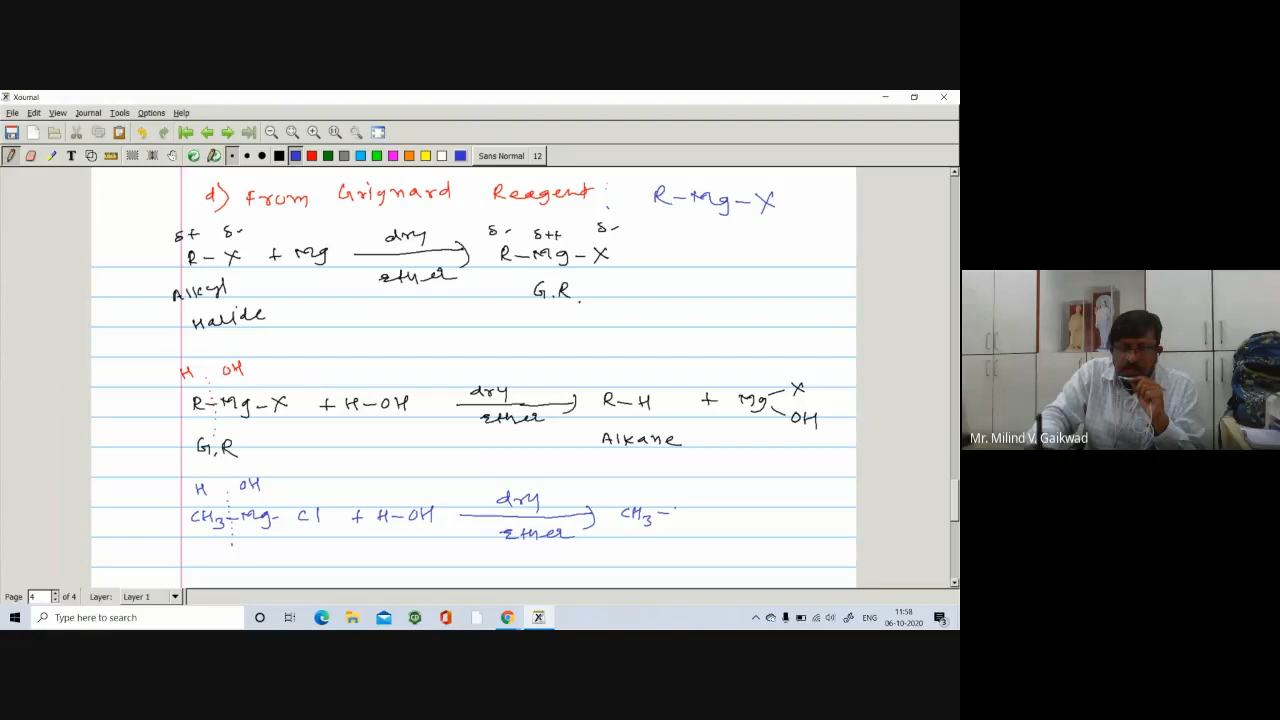 Xournal
File Edit View Journal Tools Options Help
Sans Normal 12
d) From Grignard Reagent : R-Mg-X
δ+ δ- dry δ- δ++ δ-
R-X + Mg → R-Mg-X
Ether
Alkyl G.R.
Halide
H OH
dry
R-Mg-X + H-OH → R-H + Mg X
Ether OH
G.R Alkane
H OH
dry
CH3-Mg- Cl + H-OH → CH3-
Ether
Mr. Milind V. Gaikwad
Page 4 of 4 Layer: Layer 1
Type here to search
ENG 11:58
06-10-2020
3